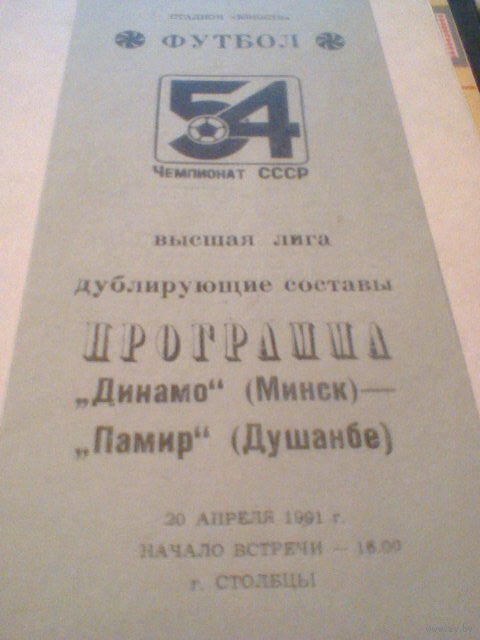 СТАДИОН «ЮНОСТЬ»
ФУТБОЛ
54
ЧЕМПИОНАТ СССР
ВЫСШАЯ ЛИГА
ДУБЛИРУЮЩИЕ СОСТАВЫ
ПРОГРАММА
„Динамо“ (Минск)—
„Памир“ (Душанбе)
20 АПРЕЛЯ 1991 г.
НАЧАЛО ВСТРЕЧИ — 16.00
г. СТОЛБЦЫ